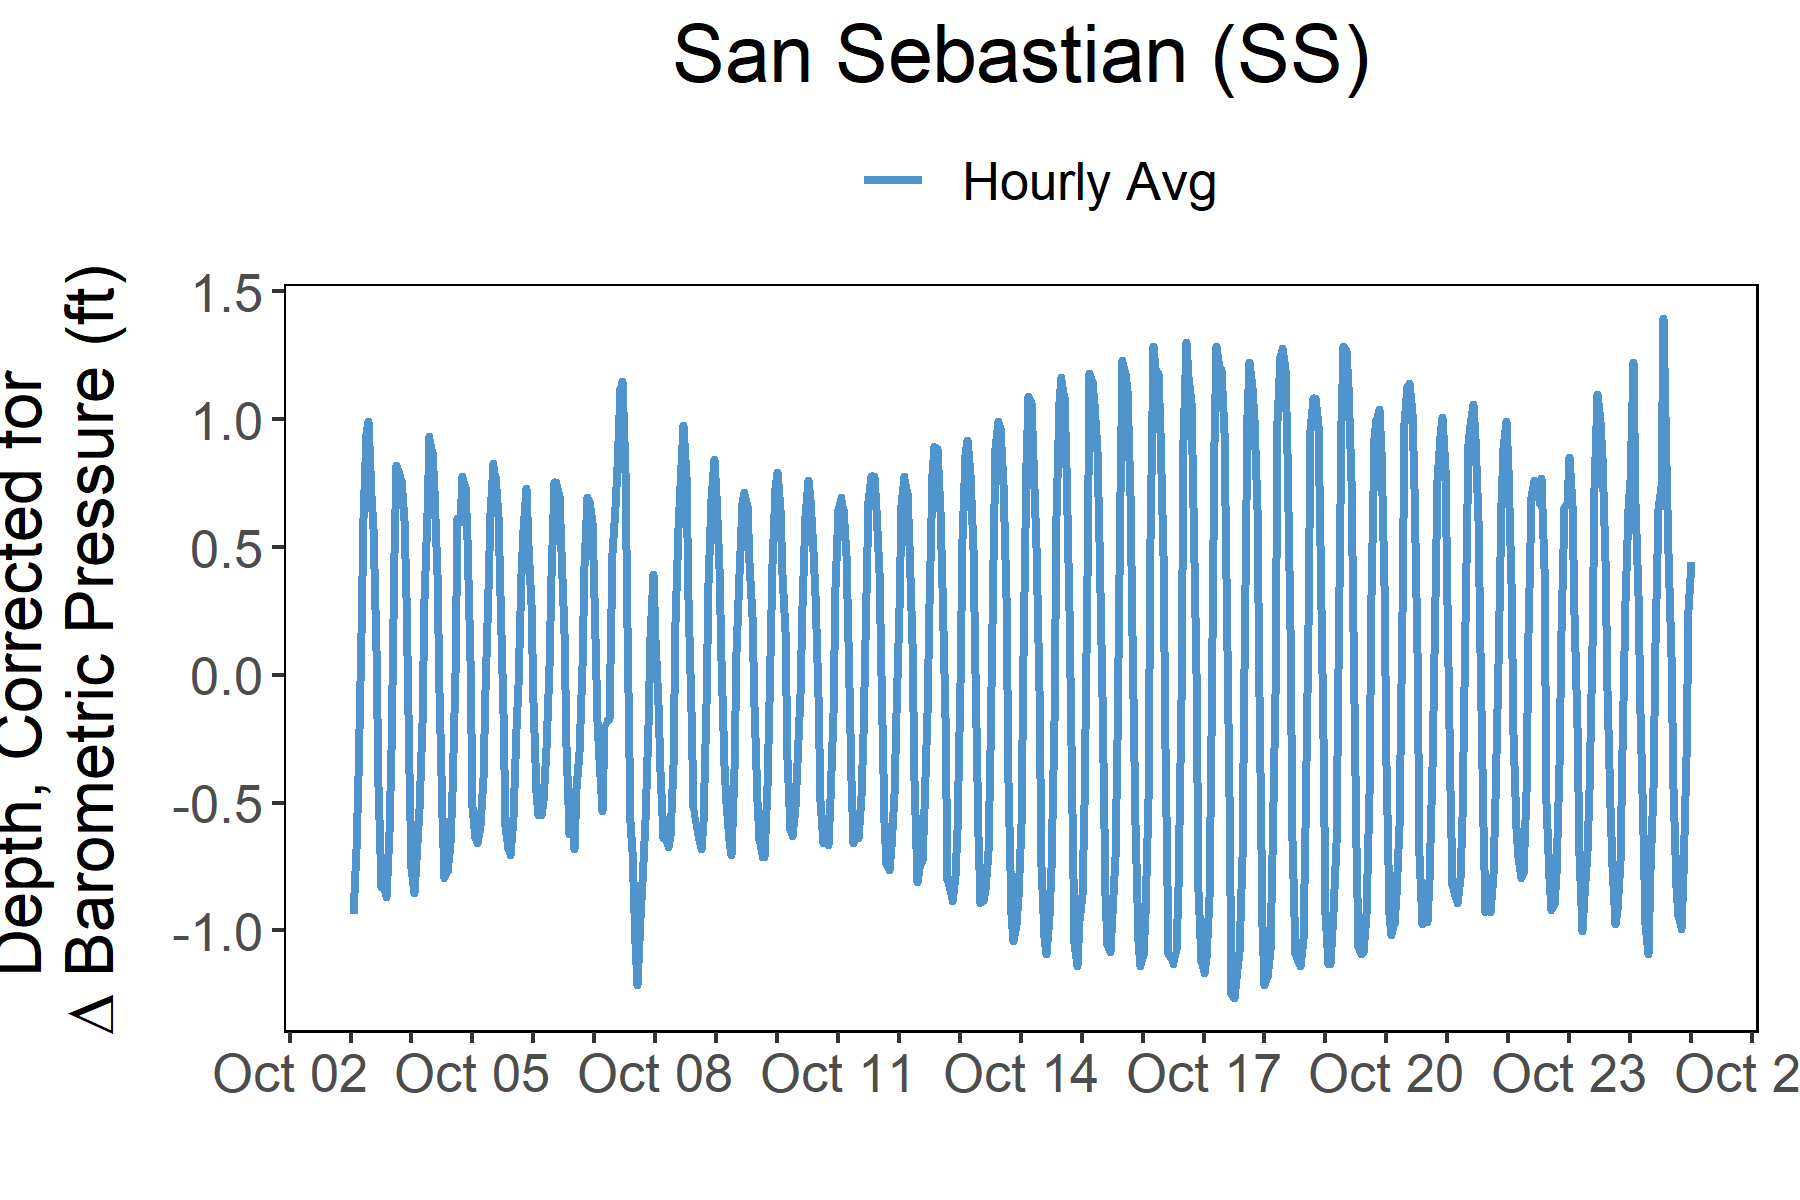 San Sebastian (SS)
Hourly Avg
Depth, Corrected for
Δ Barometric Pressure (ft)
1.5
1.0
0.5
0.0
-0.5
-1.0
Oct 02 Oct 05 Oct 08 Oct 11 Oct 14 Oct 17 Oct 20 Oct 23 Oct 2